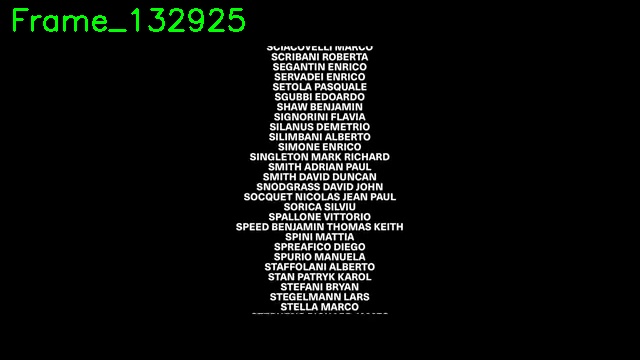 Frame_132925
SCIACOVELLI MARCO
SCRIBANI ROBERTA
SEGANTIN ENRICO
SERVADEI ENRICO
SETOLA PASQUALE
SGUBBI EDOARDO
SHAW BENJAMIN
SIGNORINI FLAVIA
SILANUS DEMETRIO
SILIMBANI ALBERTO
SIMONE ENRICO
SINGLETON MARK RICHARD
SMITH ADRIAN PAUL
SMITH DAVID DUNCAN
SNODGRASS DAVID JOHN
SOCQUET NICOLAS JEAN PAUL
SORICA SILVIU
SPALLONE VITTORIO
SPEED BENJAMIN THOMAS KEITH
SPINI MATTIA
SPREAFICO DIEGO
SPURIO MANUELA
STAFFOLANI ALBERTO
STAN PATRYK KAROL
STEFANI BRYAN
STEGELMANN LARS
STELLA MARCO